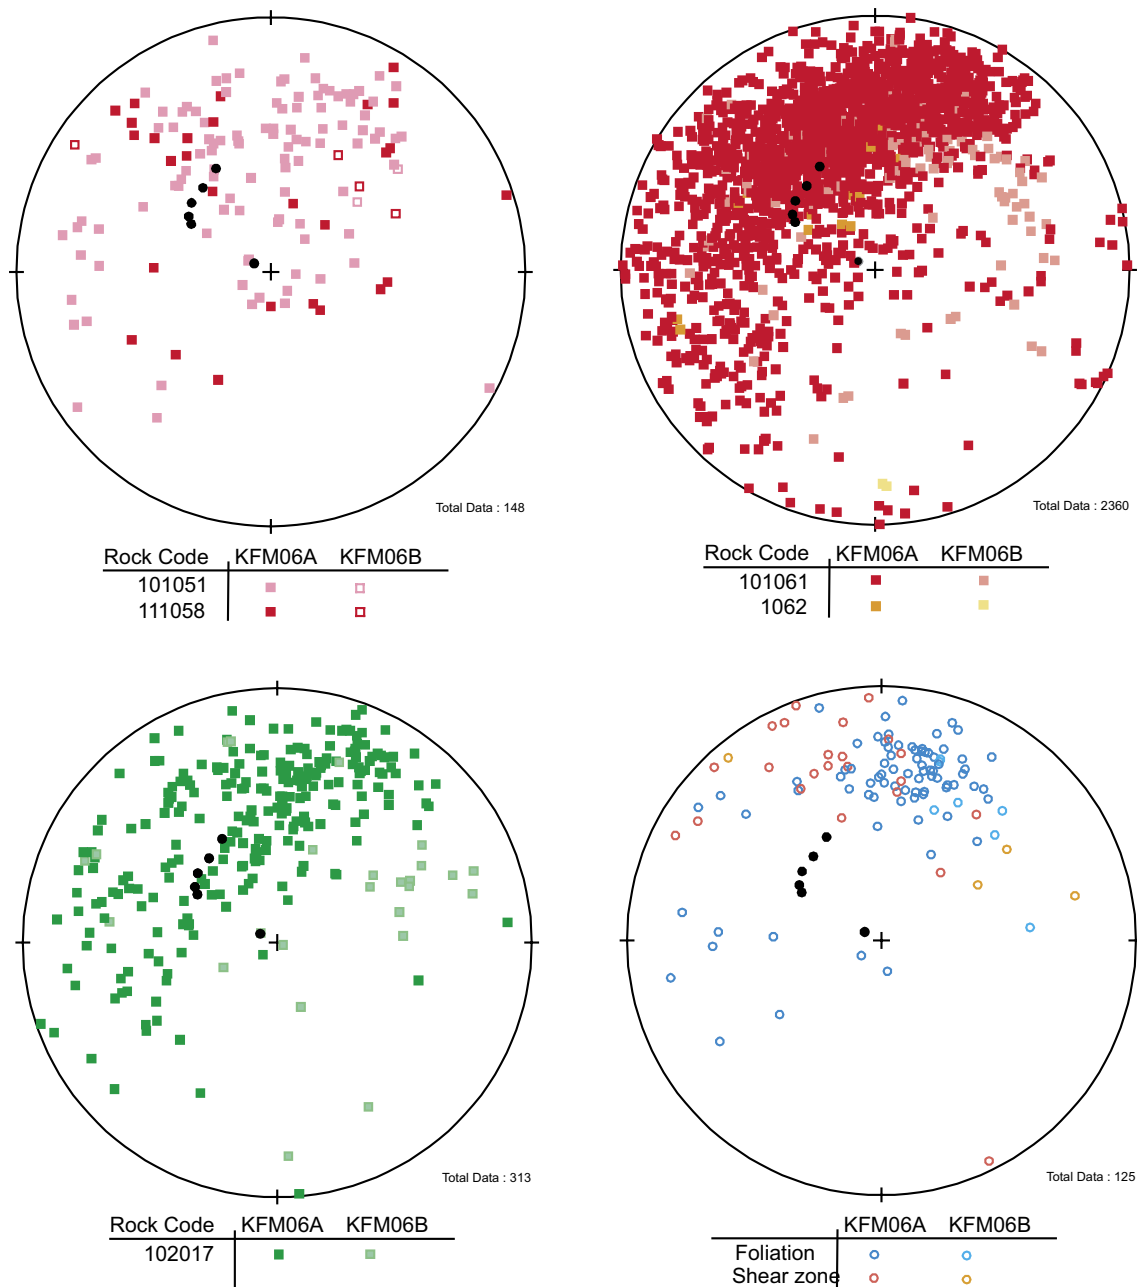 Total Data : 148
Rock Code KFM06A KFM06B
101051
111058
Total Data : 2360
Rock Code KFM06A KFM06B
101061
1062
Total Data : 313
Rock Code KFM06A KFM06B
102017
Total Data : 125
KFM06A KFM06B
Foliation
Shear zone